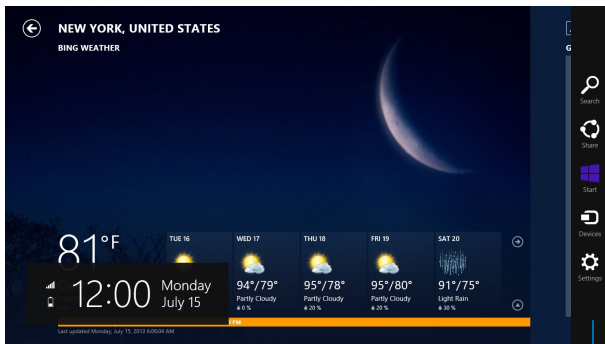 NEW YORK, UNITED STATES
BING WEATHER
Search
Share
Start
Devices
Settings
81°F
TUE 16
WED 17
94°/79°
Partly Cloudy
0 %
THU 18
95°/78°
Partly Cloudy
20 %
FRI 19
95°/80°
Partly Cloudy
20 %
SAT 20
91°/75°
Light Rain
30 %
12:00
Monday
July 15
PM
Last updated Monday, July 15, 2013 6:06:04 AM